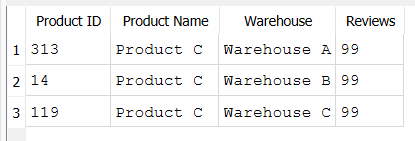 Product ID Product Name Warehouse Reviews
1 313 Product C Warehouse A 99
2 14 Product C Warehouse B 99
3 119 Product C Warehouse C 99